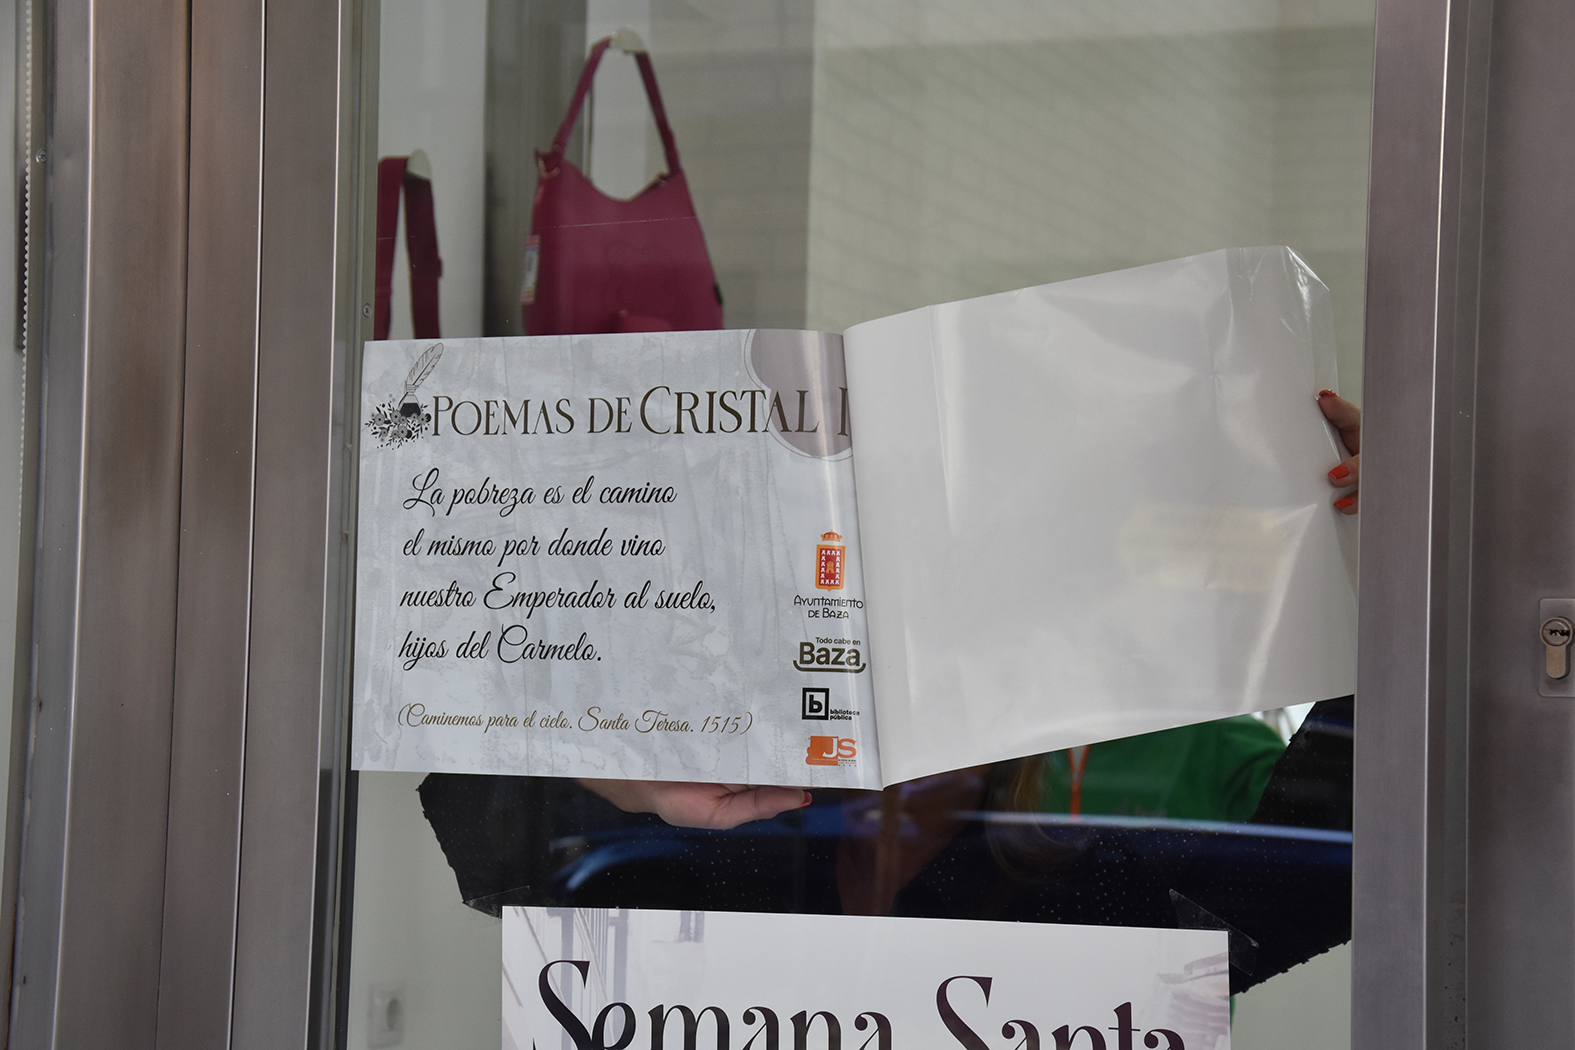 POEMAS DE CRISTAL
La pobreza es el camino
el mismo por donde vino
nuestro Emperador al suelo,
hijos del Carmelo.
(Caminemos para el cielo. Santa Teresa. 1515)
AYUNTAMIENTO
DE BAZA
Todo cabe en
Baza
b biblioteca
pública
JS
Semana Santa